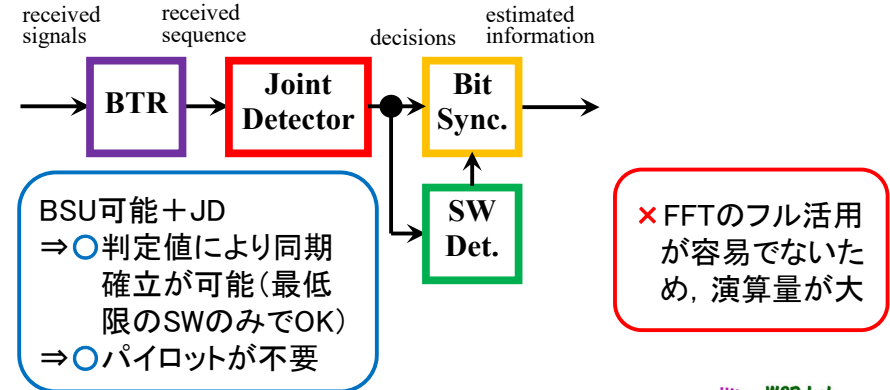 received signals
received sequence
decisions
estimated information
BTR
Joint
Detector
Bit
Sync.
SW
Det.
BSU可能＋JD
⇒○判定値により同期
確立が可能（最低
限のSWのみでOK）
⇒○パイロットが不要
×FFTのフル活用
が容易でないた
め，演算量が大